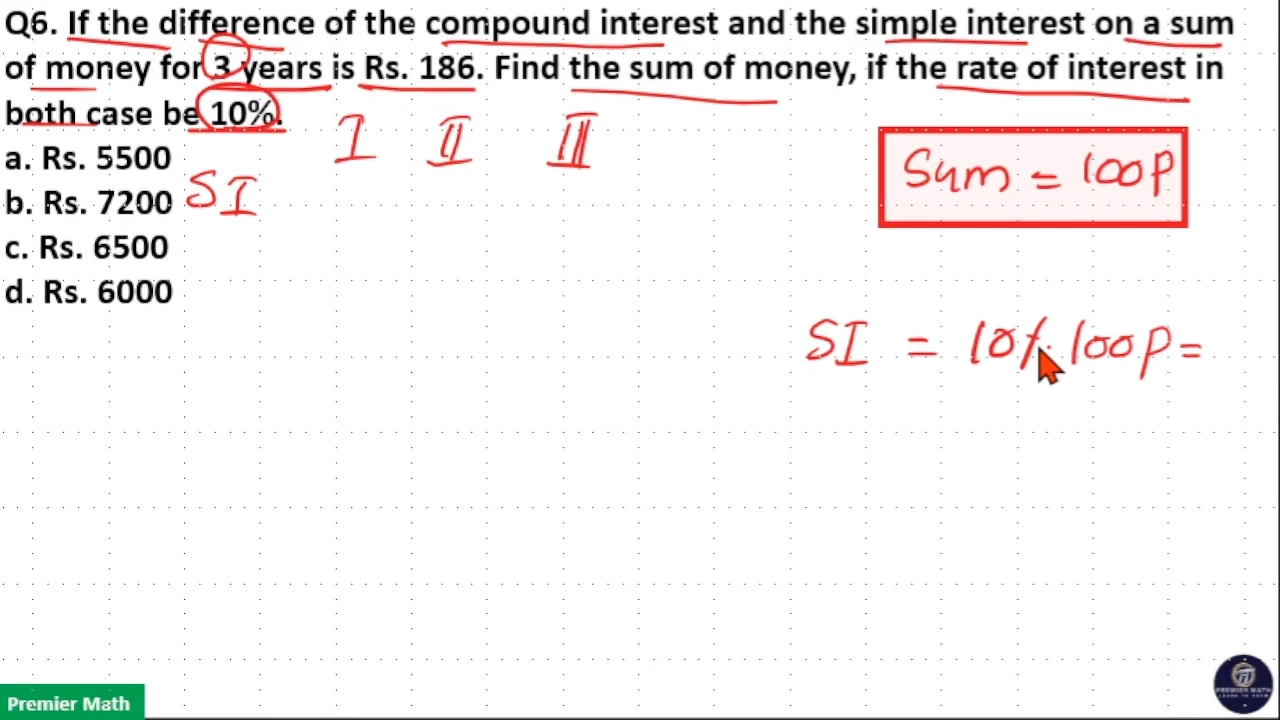 Q6. If the difference of the compound interest and the simple interest on a sum
of money for 3 years is Rs. 186. Find the sum of money, if the rate of interest in
both case be 10%.
I II III
a. Rs. 5500
Sum = 100P
b. Rs. 7200 SI
c. Rs. 6500
d. Rs. 6000
SI = 10% 100P =
Premier Math
PREMIER MATH